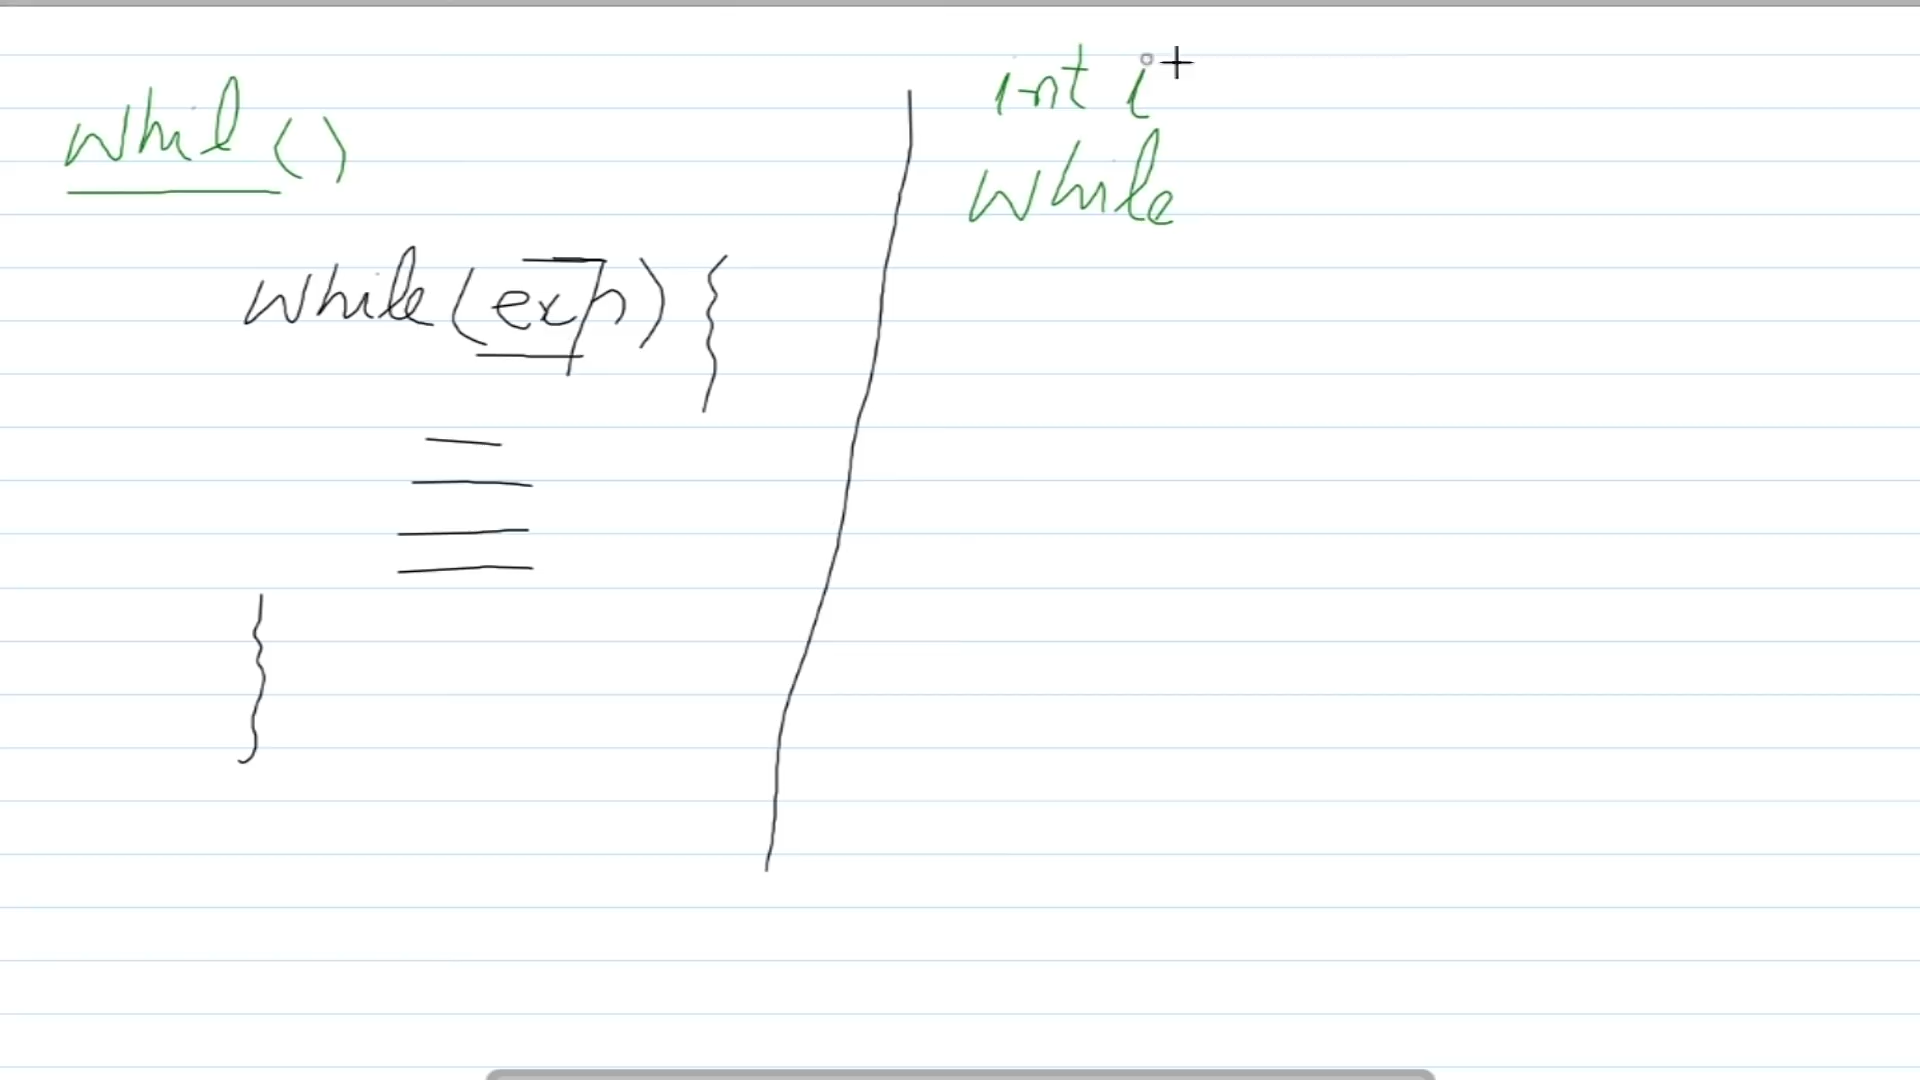 whil()
while(exp) {
}
int i
while